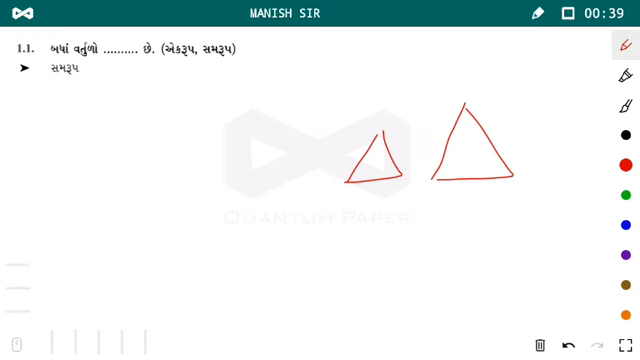 MANISH SIR
00:39
1.1. બધાં વર્તુળો .......... છે. (એકરૂપ, સમરૂપ)
➤ સમરૂપ
QUANTUM PAPER